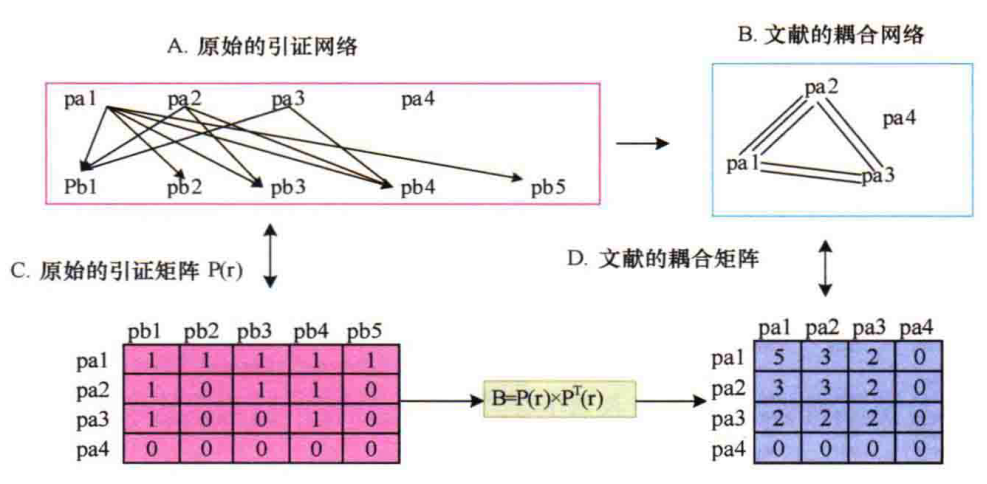 A. 原始的引证网络
B. 文献的耦合网络
pa1 pa2 pa3 pa4
Pb1 pb2 pb3 pb4 pb5
pa2
pa4
pa1
pa3
C. 原始的引证矩阵 P(r)
D. 文献的耦合矩阵
pb1 pb2 pb3 pb4 pb5
pa1 1 1 1 1 1
pa2 1 0 1 1 0
pa3 1 0 0 1 0
pa4 0 0 0 0 0
B=P(r)×Pᵀ(r)
pa1 pa2 pa3 pa4
pa1 5 3 2 0
pa2 3 3 2 0
pa3 2 2 2 0
pa4 0 0 0 0